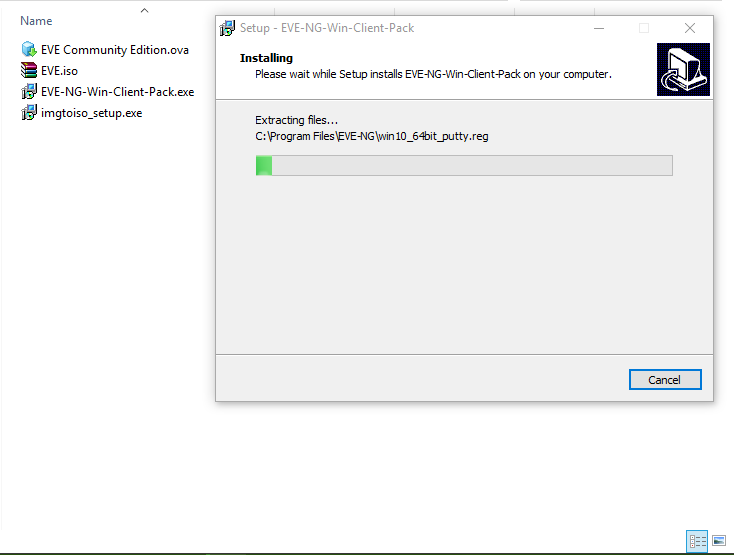 Name
EVE Community Edition.ova
EVE.iso
EVE-NG-Win-Client-Pack.exe
imgtoiso_setup.exe
Setup - EVE-NG-Win-Client-Pack
Installing
Please wait while Setup installs EVE-NG-Win-Client-Pack on your computer.
Extracting files...
C:\Program Files\EVE-NG\win10_64bit_putty.reg
Cancel